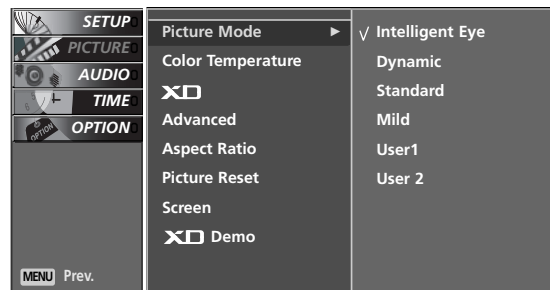 SETUP
PICTURE
AUDIO
TIME
OPTION
MENU Prev.
Picture Mode ►
Color Temperature
XD
Advanced
Aspect Ratio
Picture Reset
Screen
XD Demo
√ Intelligent Eye
Dynamic
Standard
Mild
User1
User 2